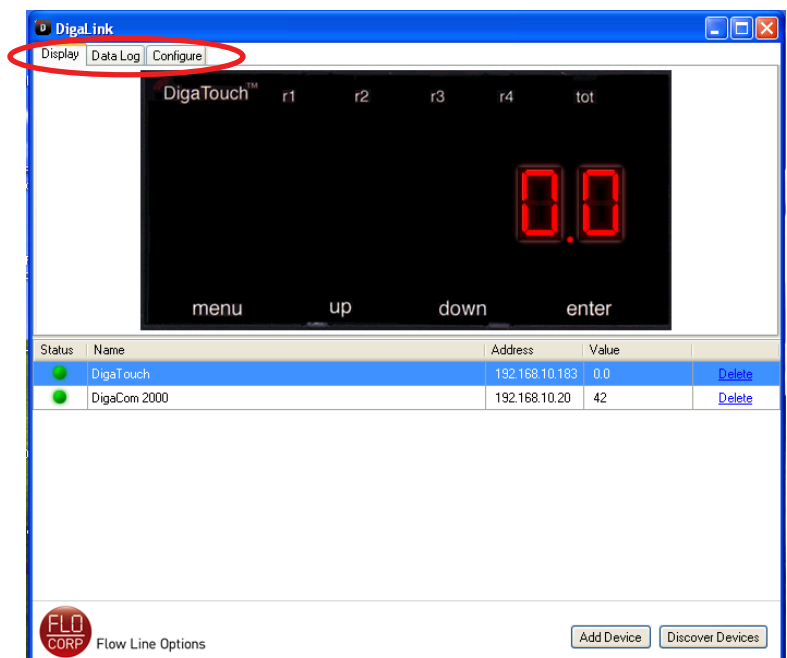 DigaLink
Display Data Log Configure
DigaTouch™ r1 r2 r3 r4 tot
0.0
menu up down enter
Status Name Address Value
DigaTouch 192.168.10.183 0.0 Delete
DigaCom 2000 192.168.10.20 42 Delete
FLO
CORP
Flow Line Options
Add Device Discover Devices